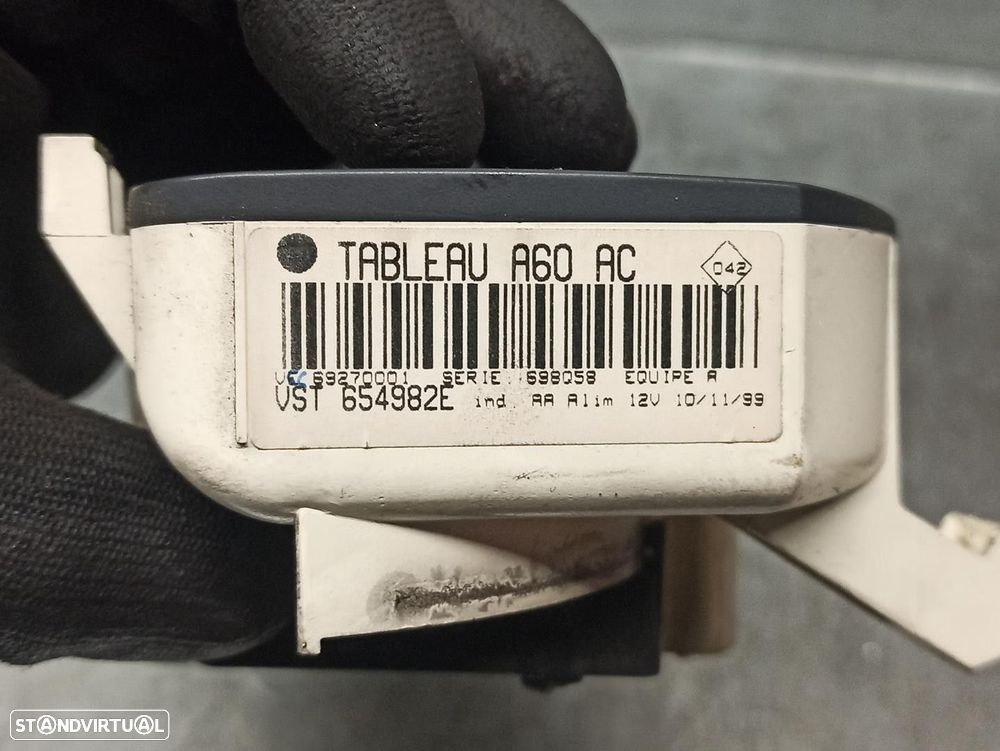 TABLEAU A60 AC
042
69270001 SERIE: 698Q58 EQUIPE A
VST 654982E ind. AA Alim 12V 10/11/99
STANDVIRTUAL